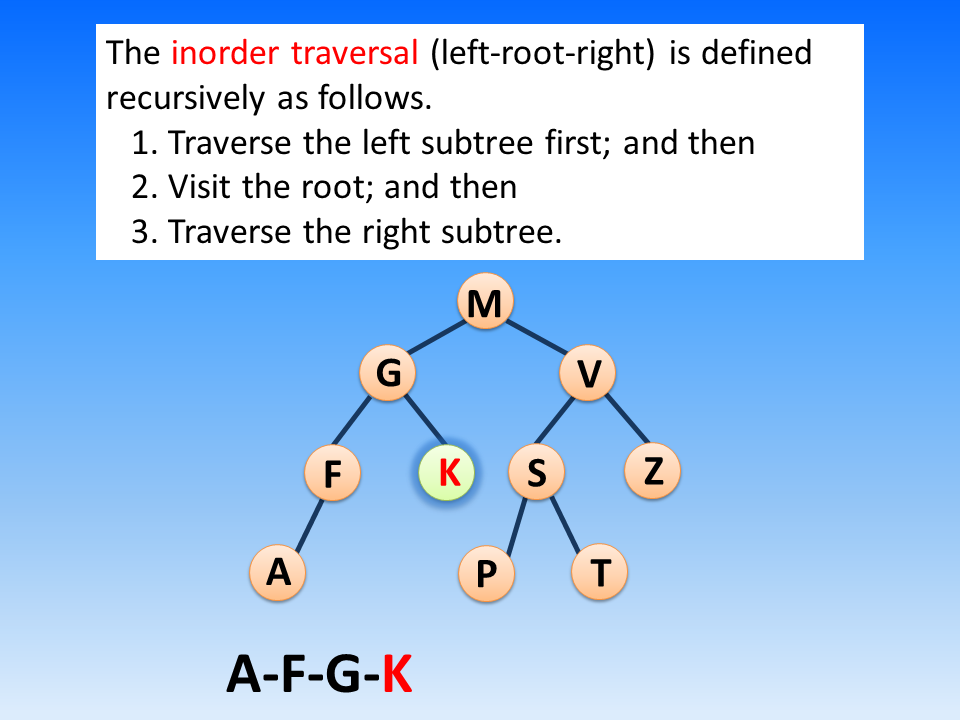 The inorder traversal (left-root-right) is defined
recursively as follows.
1. Traverse the left subtree first; and then
2. Visit the root; and then
3. Traverse the right subtree.
M
G V
F K S Z
A P T
A-F-G-K